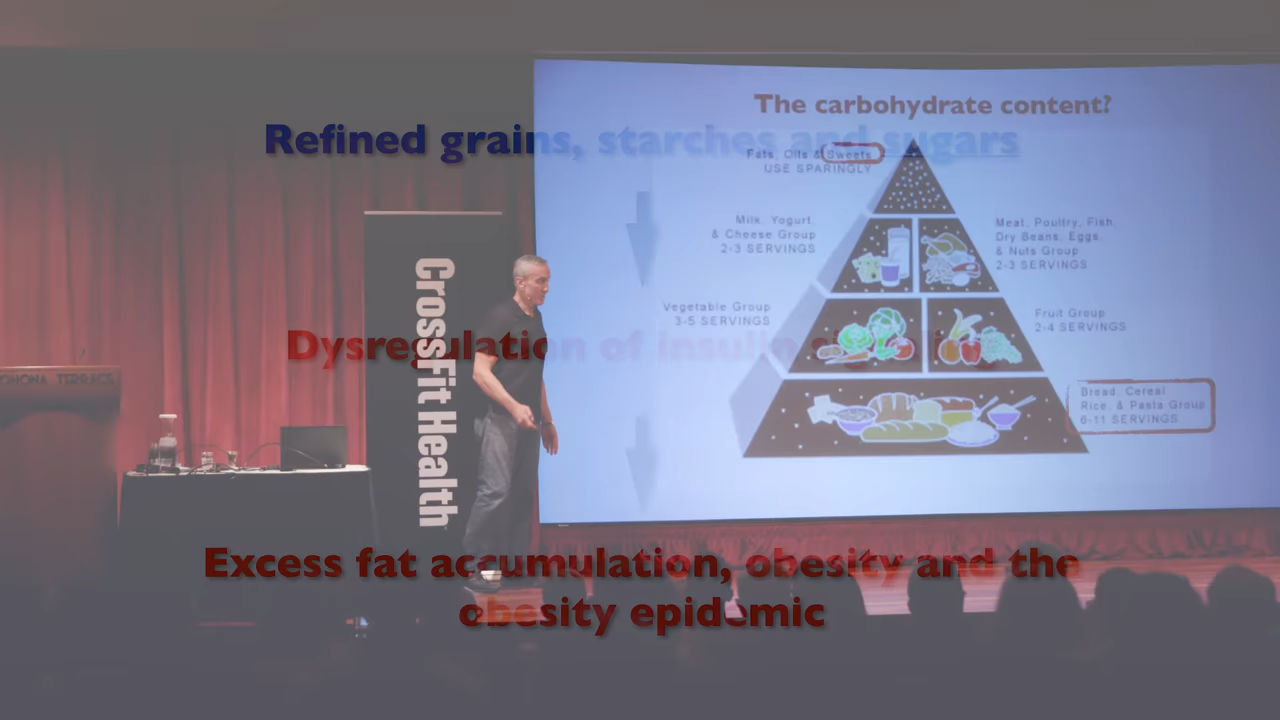 The carbohydrate content?
Refined grains, starches and sugars
Fats, Oils & Sweets
USE SPARINGLY
Milk, Yogurt,
& Cheese Group
2-3 SERVINGS
Meat, Poultry, Fish,
Dry Beans, Eggs,
& Nuts Group
2-3 SERVINGS
Vegetable Group
3-5 SERVINGS
Fruit Group
2-4 SERVINGS
Dysregulation of insulin
Bread, Cereal
Rice, & Pasta Group
6-11 SERVINGS
CrossFit Health
TERRACE
Excess fat accumulation, obesity and the
obesity epidemic